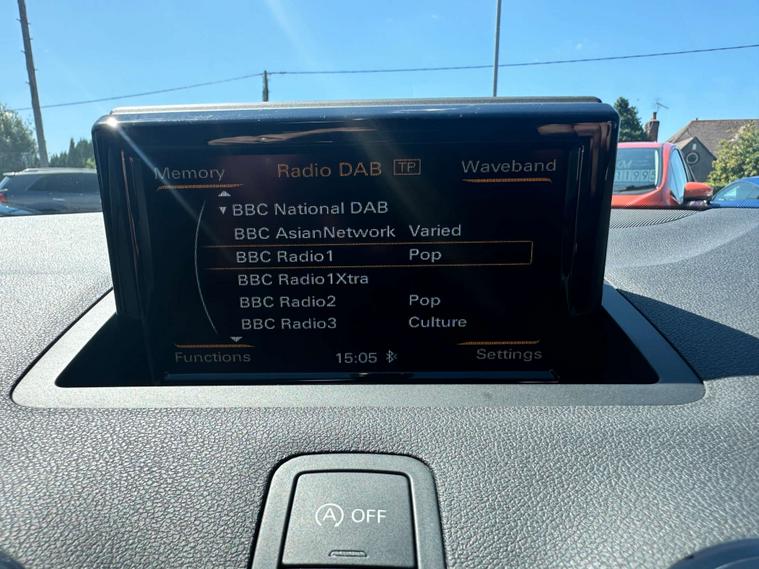 Memory Radio DAB TP Waveband
BBC National DAB
BBC AsianNetwork Varied
BBC Radio1 Pop
BBC Radio1Xtra
BBC Radio2 Pop
BBC Radio3 Culture
Functions 15:05 Settings
A OFF